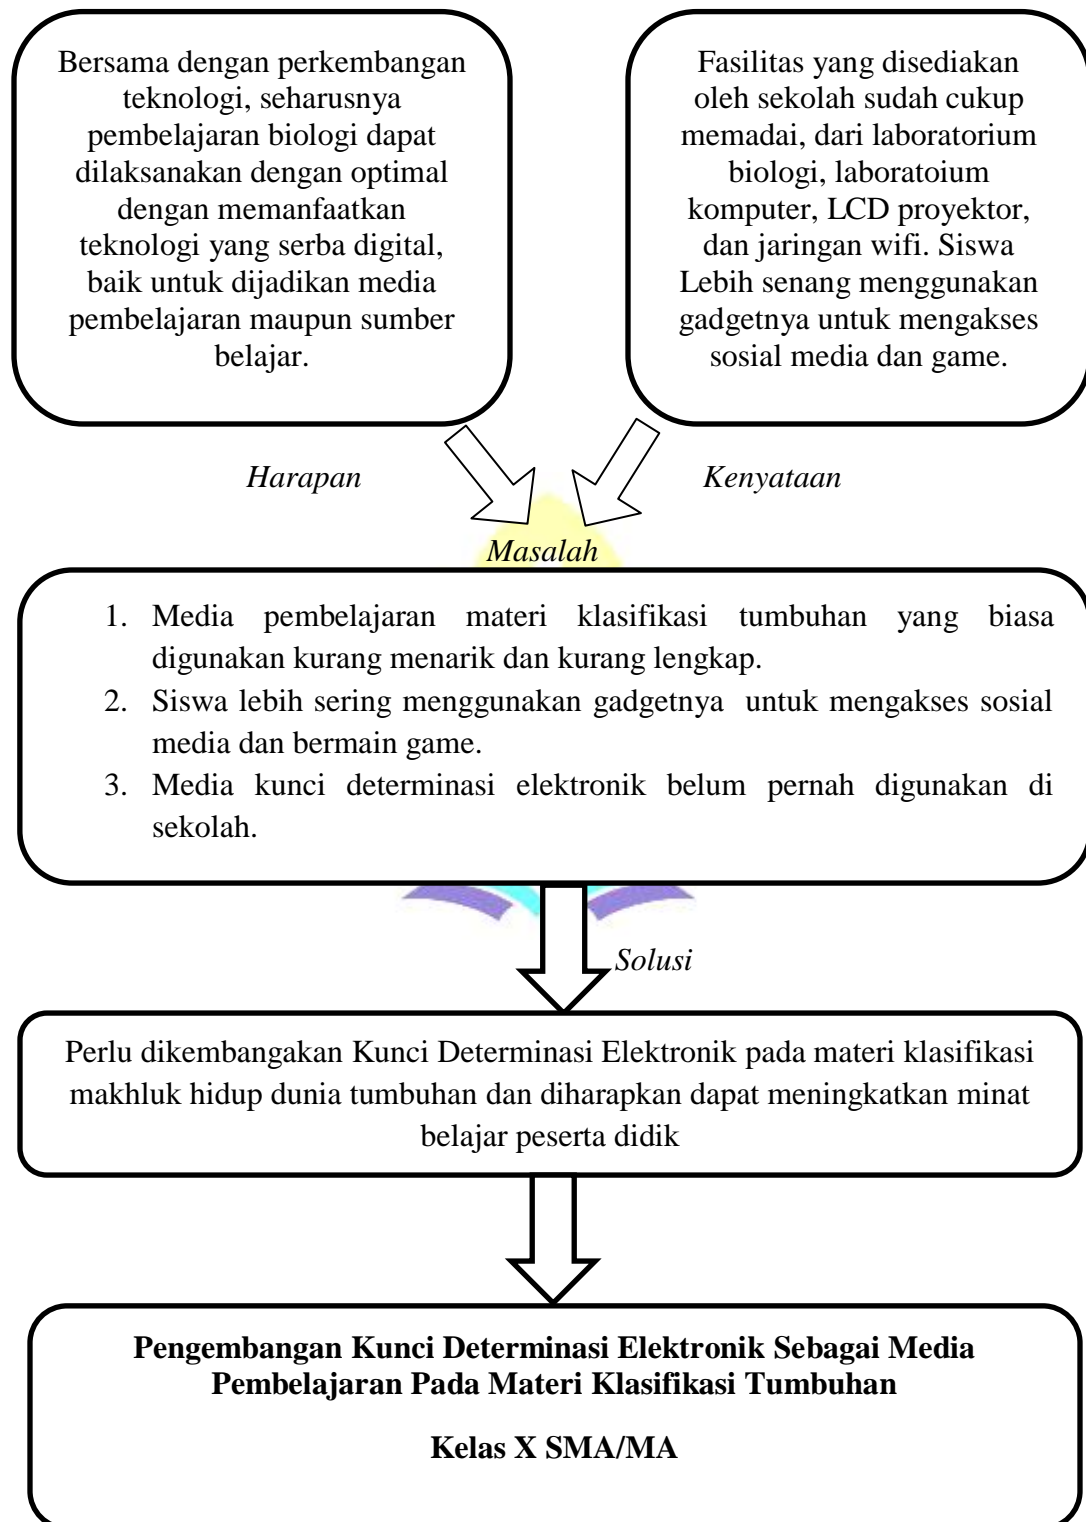 Bersama dengan perkembangan
teknologi, seharusnya
pembelajaran biologi dapat
dilaksanakan dengan optimal
dengan memanfaatkan
teknologi yang serba digital,
baik untuk dijadikan media
pembelajaran maupun sumber
belajar.
Fasilitas yang disediakan
oleh sekolah sudah cukup
memadai, dari laboratorium
biologi, laboratoium
komputer, LCD proyektor,
dan jaringan wifi. Siswa
Lebih senang menggunakan
gadgetnya untuk mengakses
sosial media dan game.
Harapan
Kenyataan
Masalah
1. Media pembelajaran materi klasifikasi tumbuhan yang biasa
digunakan kurang menarik dan kurang lengkap.
2. Siswa lebih sering menggunakan gadgetnya untuk mengakses sosial
media dan bermain game.
3. Media kunci determinasi elektronik belum pernah digunakan di
sekolah.
Solusi
Perlu dikembangakan Kunci Determinasi Elektronik pada materi klasifikasi
makhluk hidup dunia tumbuhan dan diharapkan dapat meningkatkan minat
belajar peserta didik
Pengembangan Kunci Determinasi Elektronik Sebagai Media
Pembelajaran Pada Materi Klasifikasi Tumbuhan
Kelas X SMA/MA